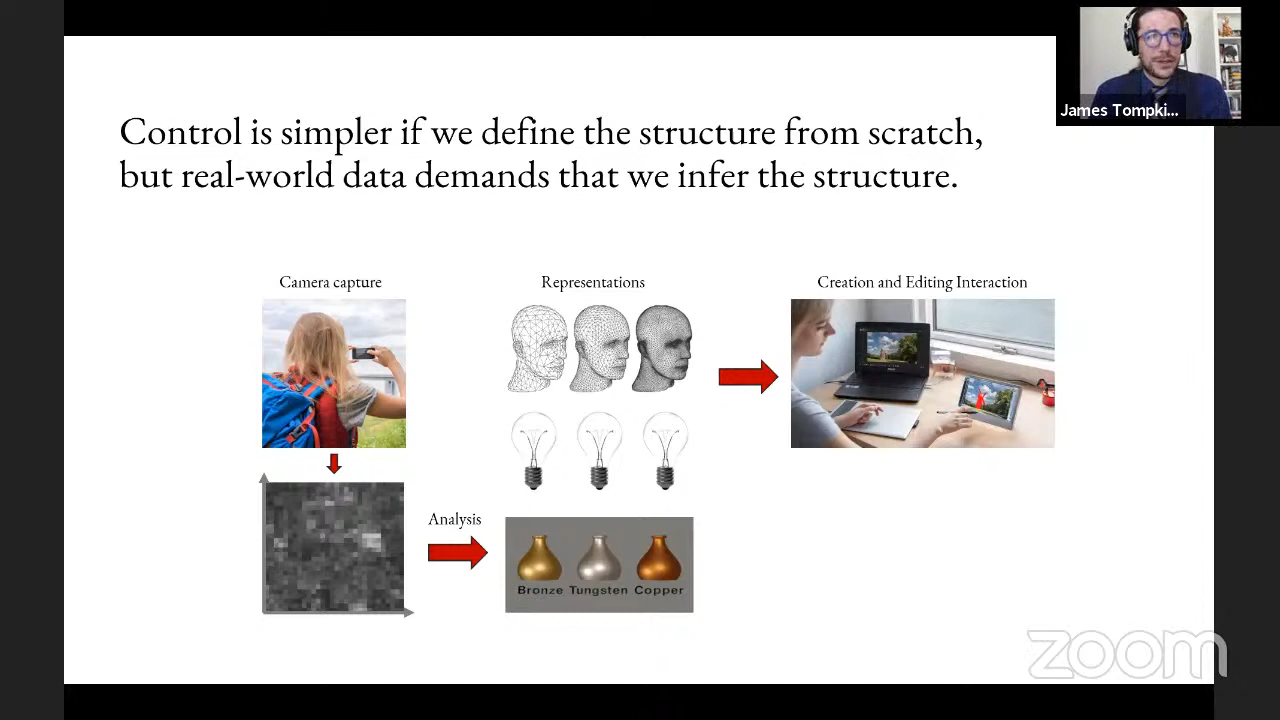 James Tompki...
Control is simpler if we define the structure from scratch,
but real-world data demands that we infer the structure.
Camera capture
Representations
Creation and Editing Interaction
Analysis
Bronze Tungsten Copper
zoom